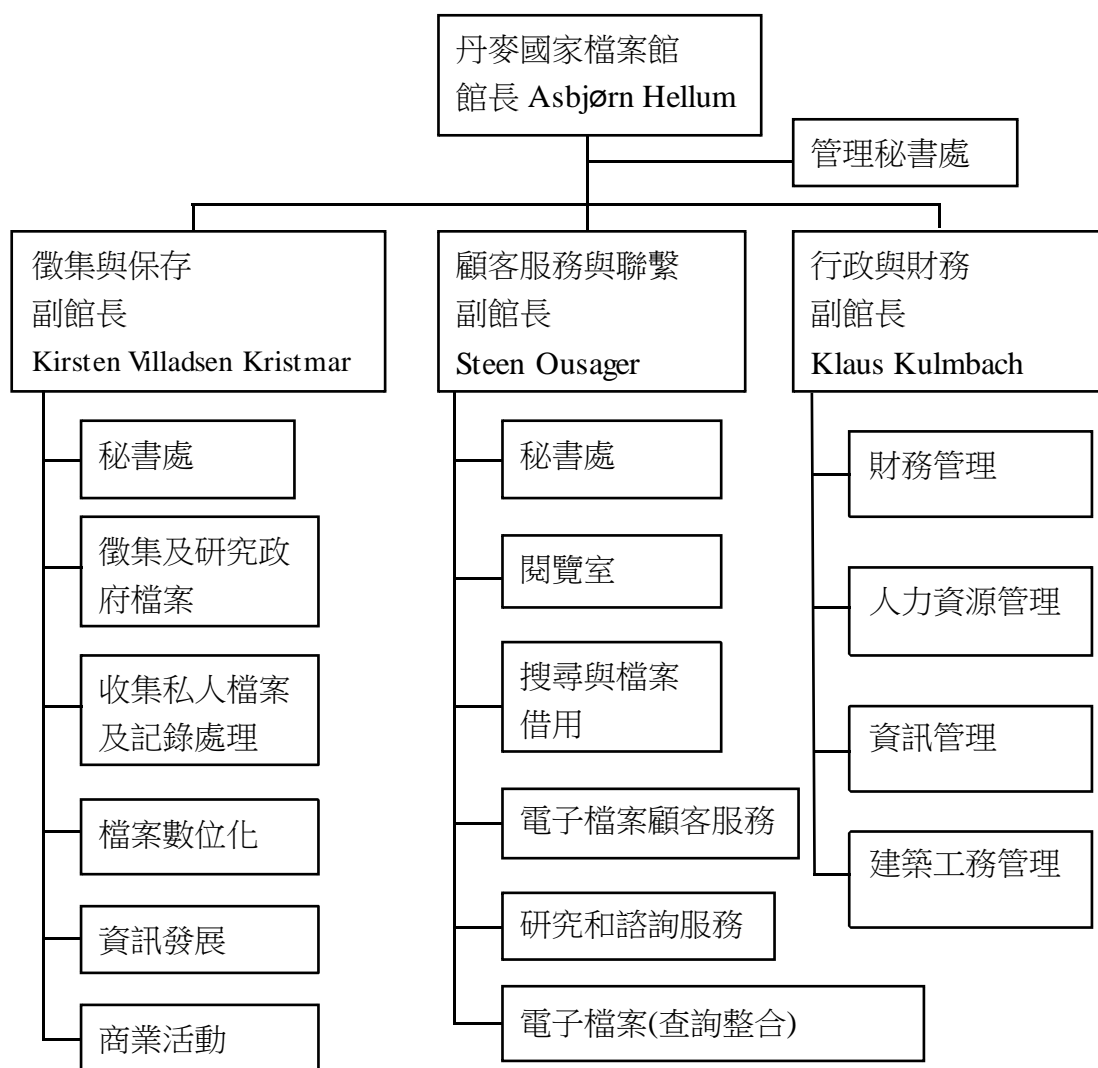 丹麥國家檔案館
館長 Asbjørn Hellum
管理秘書處
徵集與保存
副館長
Kirsten Villadsen Kristmar
秘書處
徵集及研究政
府檔案
收集私人檔案
及記錄處理
檔案數位化
資訊發展
商業活動
顧客服務與聯繫
副館長
Steen Ousager
秘書處
閱覽室
搜尋與檔案
借用
電子檔案顧客服務
研究和諮詢服務
電子檔案(查詢整合)
行政與財務
副館長
Klaus Kulmbach
財務管理
人力資源管理
資訊管理
建築工務管理